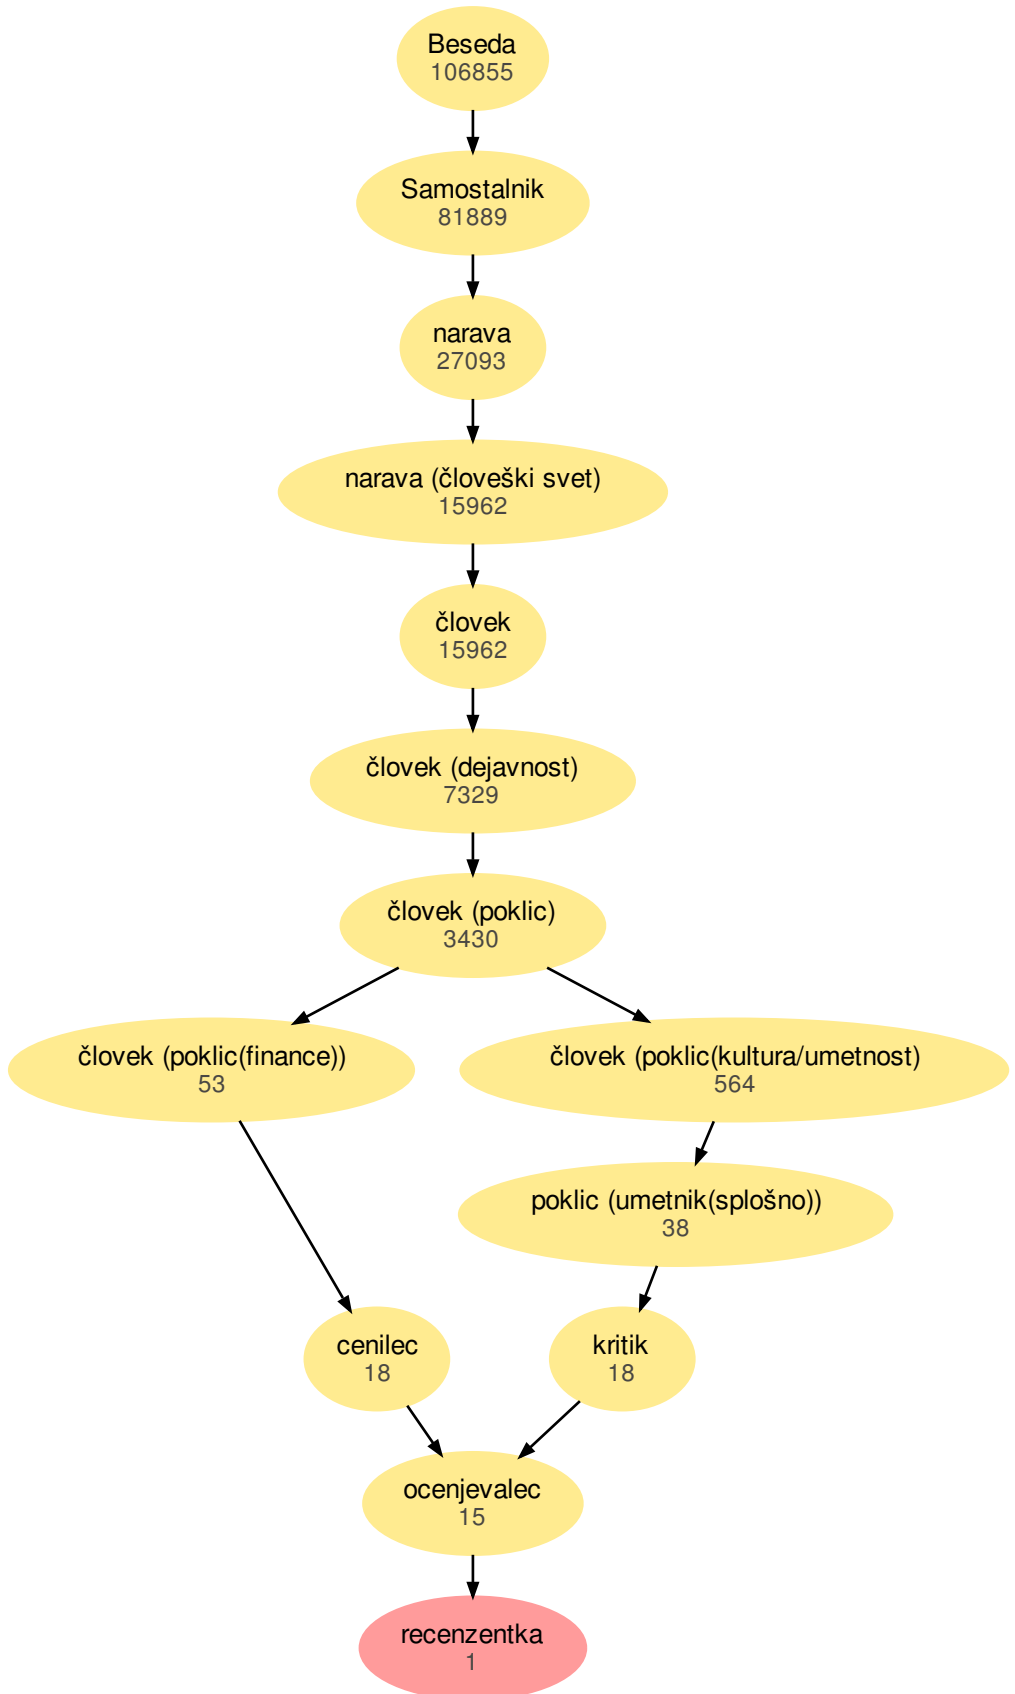 Beseda
106855
Samostalnik
81889
narava
27093
narava (človeški svet)
15962
človek
15962
človek (dejavnost)
7329
človek (poklic)
3430
človek (poklic(finance))
53
človek (poklic(kultura/umetnost)
564
poklic (umetnik(splošno))
38
cenilec
18
kritik
18
ocenjevalec
15
recenzentka
1